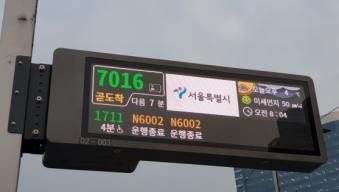 7016
곧도착 다음 7 분
서울특별시
오늘오후 4 ℃
미세먼지 50
오전 8 : 04
1711 N6002 N6002
4분 운행종료 운행종료
02 - 003